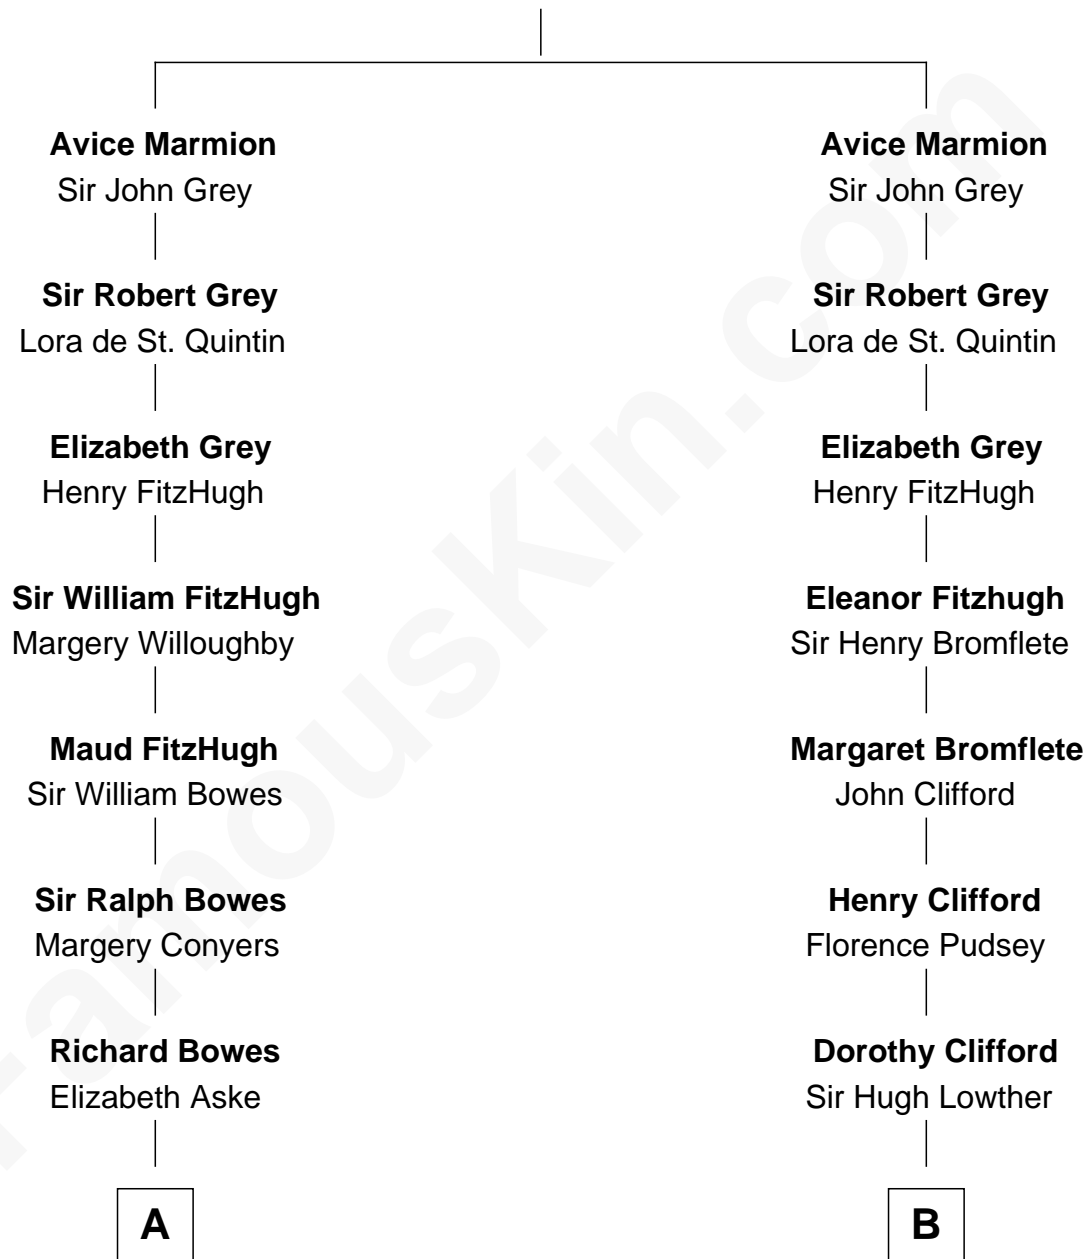 Avice Marmion
Sir John Grey
Sir Robert Grey
Lora de St. Quintin
Elizabeth Grey
Henry FitzHugh
Sir William FitzHugh
Margery Willoughby
Maud FitzHugh
Sir William Bowes
Sir Ralph Bowes
Margery Conyers
Richard Bowes
Elizabeth Aske
A
Avice Marmion
Sir John Grey
Sir Robert Grey
Lora de St. Quintin
Elizabeth Grey
Henry FitzHugh
Eleanor Fitzhugh
Sir Henry Bromflete
Margaret Bromflete
John Clifford
Henry Clifford
Florence Pudsey
Dorothy Clifford
Sir Hugh Lowther
B
FamousKin.com